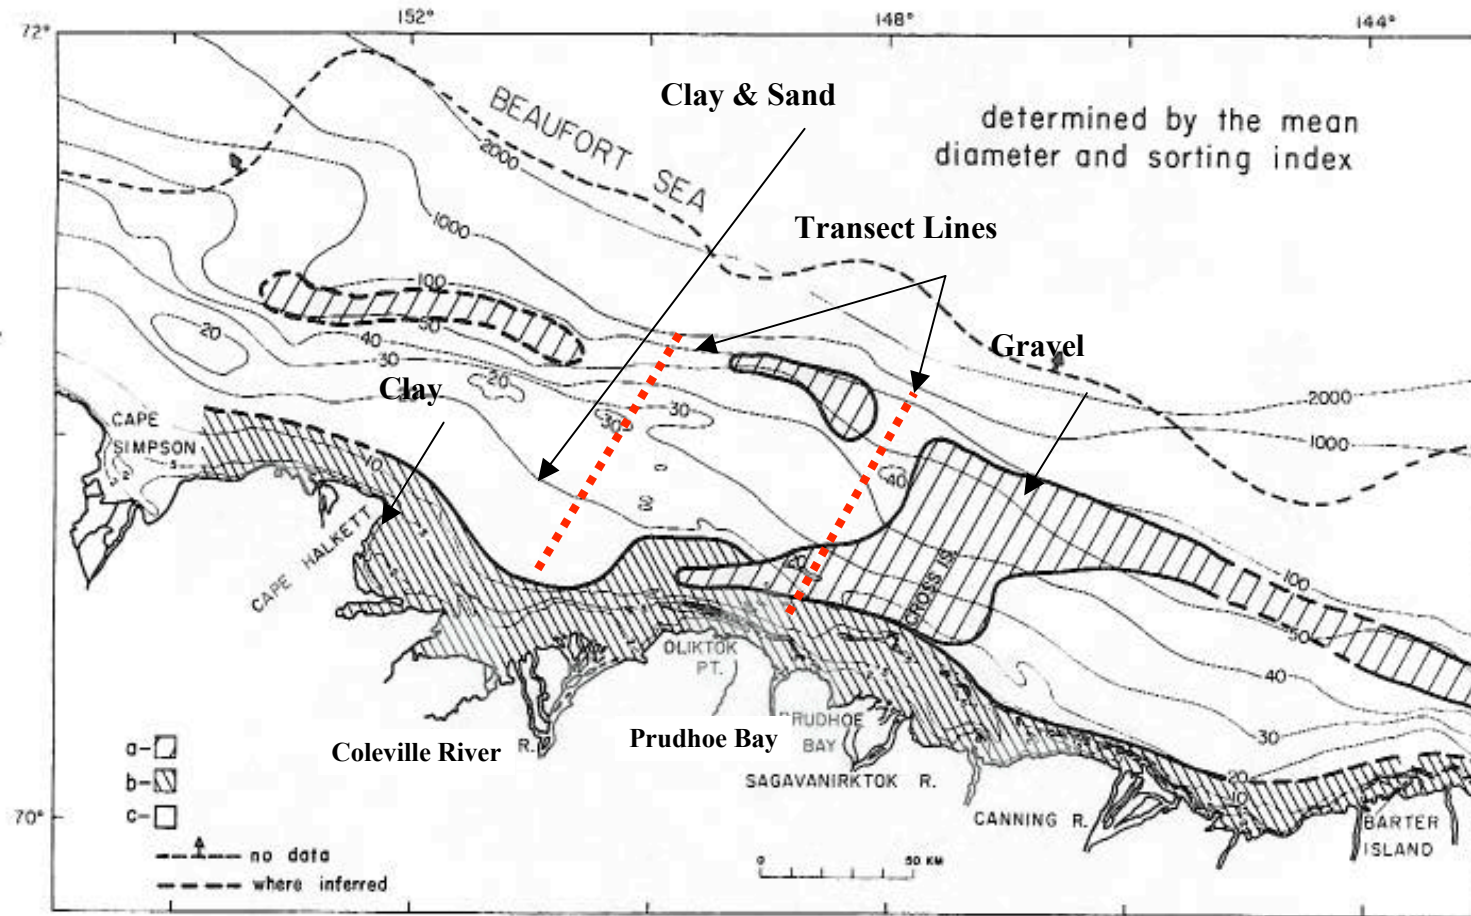 152°
148°
144°
72°
Clay & Sand
BEAUFORT SEA
determined by the mean
diameter and sorting index
2000
1000
Transect Lines
100
50
20
40
30
Gravel
Clay
20
30
30
2000
1000
CAPE
SIMPSON
10
40
20
CAPE HALKETT
CROSS IS.
100
50
40
30
20
10
OLIKTOK
PT.
PRUDHOE
BAY
Coleville River R.
Prudhoe Bay
SAGAVANIRKTOK R.
CANNING R.
BARTER
ISLAND
a-
b-
c-
70°
no data
where inferred
0 50 KM